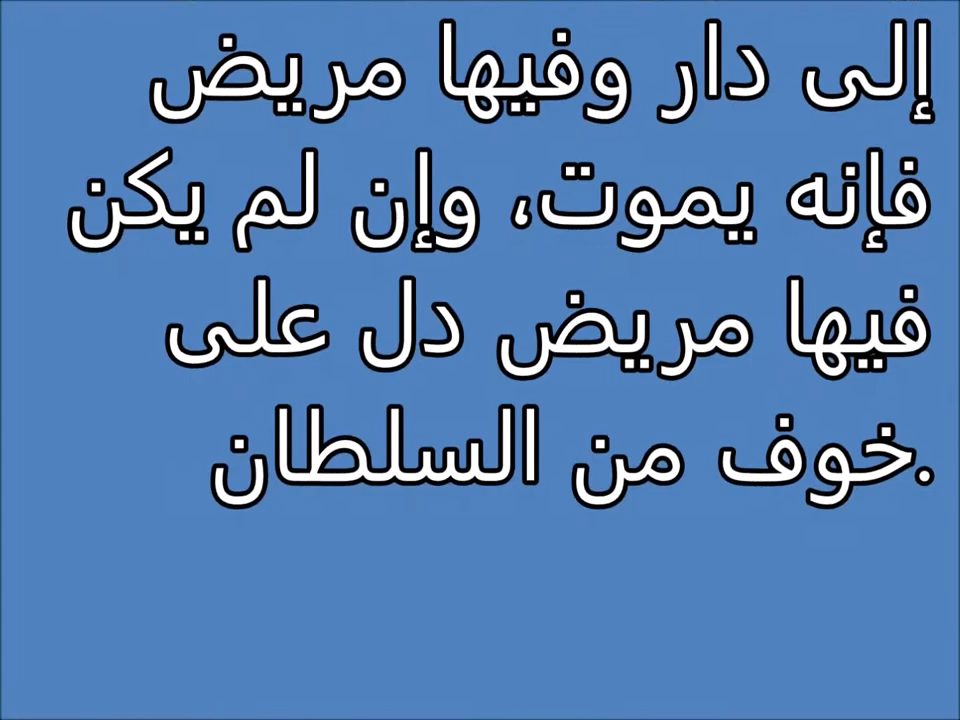 إلى دار وفيها مريض
فإنه يموت، وإن لم يكن
فيها مريض دل على
خوف من السلطان.